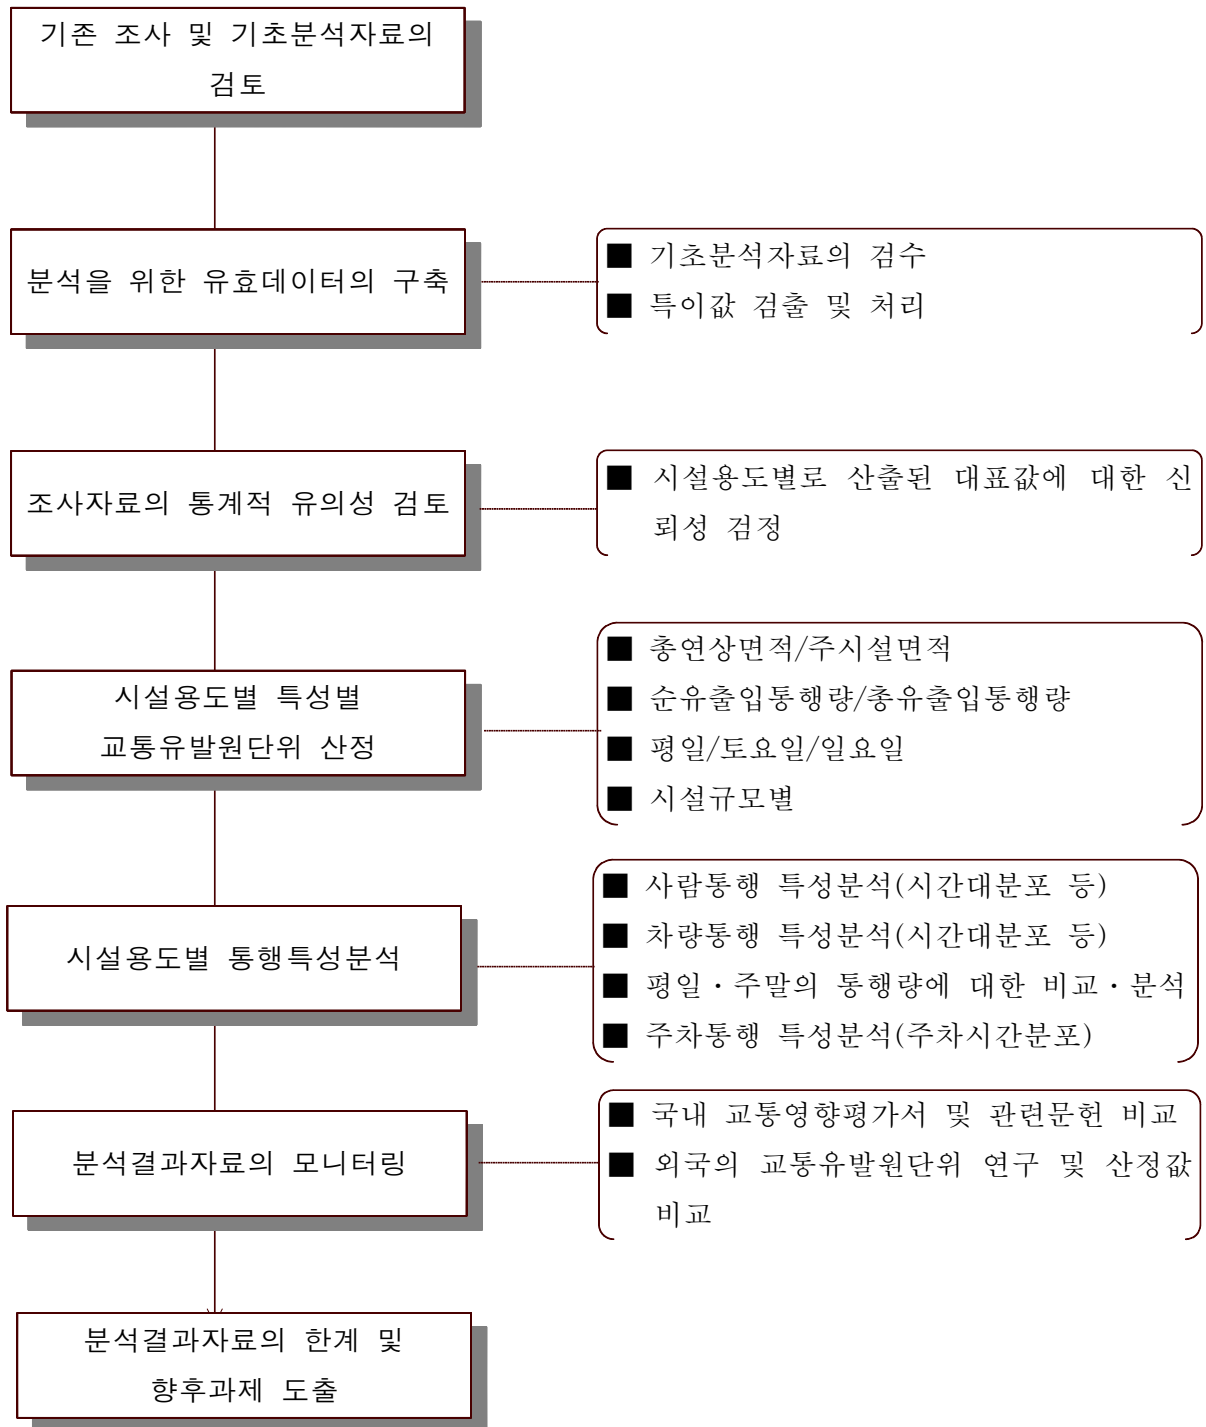 기존 조사 및 기초분석자료의
검토
분석을 위한 유효데이터의 구축
■ 기초분석자료의 검수
■ 특이값 검출 및 처리
조사자료의 통계적 유의성 검토
■ 시설용도별로 산출된 대표값에 대한 신
뢰성 검정
시설용도별 특성별
교통유발원단위 산정
■ 총연상면적/주시설면적
■ 순유출입통행량/총유출입통행량
■ 평일/토요일/일요일
■ 시설규모별
시설용도별 통행특성분석
■ 사람통행 특성분석(시간대분포 등)
■ 차량통행 특성분석(시간대분포 등)
■ 평일·주말의 통행량에 대한 비교·분석
■ 주차통행 특성분석(주차시간분포)
분석결과자료의 모니터링
■ 국내 교통영향평가서 및 관련문헌 비교
■ 외국의 교통유발원단위 연구 및 산정값
비교
분석결과자료의 한계 및
향후과제 도출